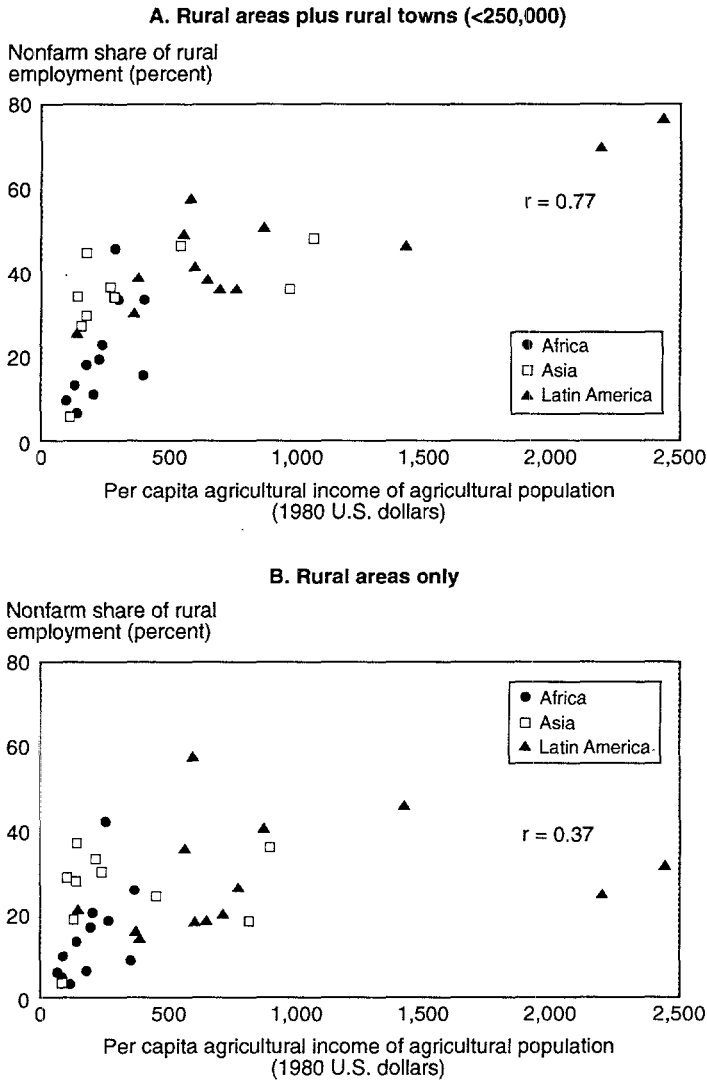 A. Rural areas plus rural towns (<250,000)
Nonfarm share of rural
employment (percent)
80
60
40
20
0
r = 0.77
Africa
Asia
Latin America
0 500 1,000 1,500 2,000 2,500
Per capita agricultural income of agricultural population
(1980 U.S. dollars)
B. Rural areas only
Nonfarm share of rural
employment (percent)
80
60
40
20
0
Africa
Asia
Latin America
r = 0.37
0 500 1,000 1,500 2,000 2,500
Per capita agricultural income of agricultural population
(1980 U.S. dollars)